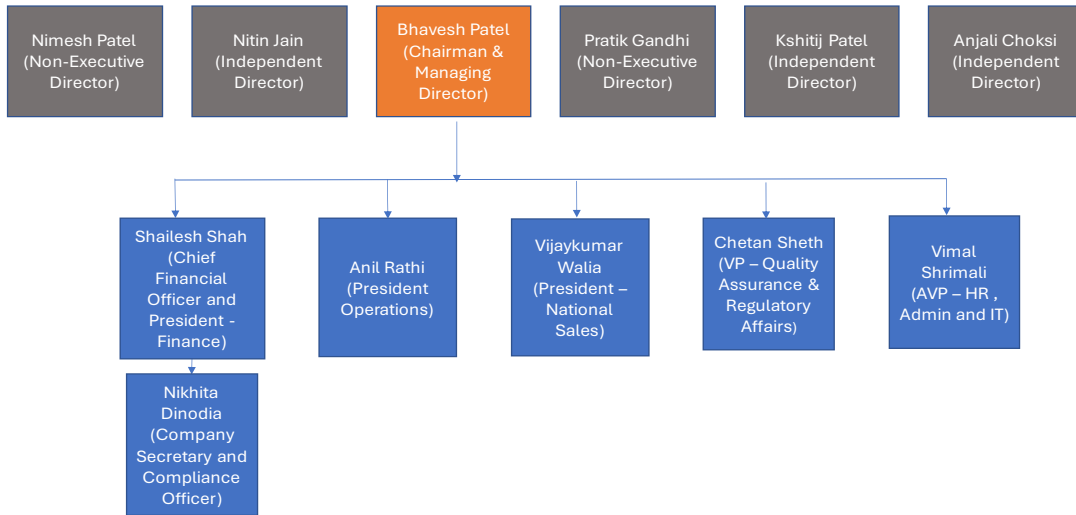 Nimesh Patel
(Non-Executive
Director)
Nitin Jain
(Independent
Director)
Bhavesh Patel
(Chairman &
Managing
Director)
Pratik Gandhi
(Non-Executive
Director)
Kshitij Patel
(Independent
Director)
Anjali Choksi
(Independent
Director)
Shailesh Shah
(Chief
Financial
Officer and
President -
Finance)
Anil Rathi
(President
Operations)
Vijaykumar
Walia
(President –
National
Sales)
Chetan Sheth
(VP – Quality
Assurance &
Regulatory
Affairs)
Vimal
Shrimali
(AVP – HR ,
Admin and IT)
Nikhita
Dinodia
(Company
Secretary and
Compliance
Officer)